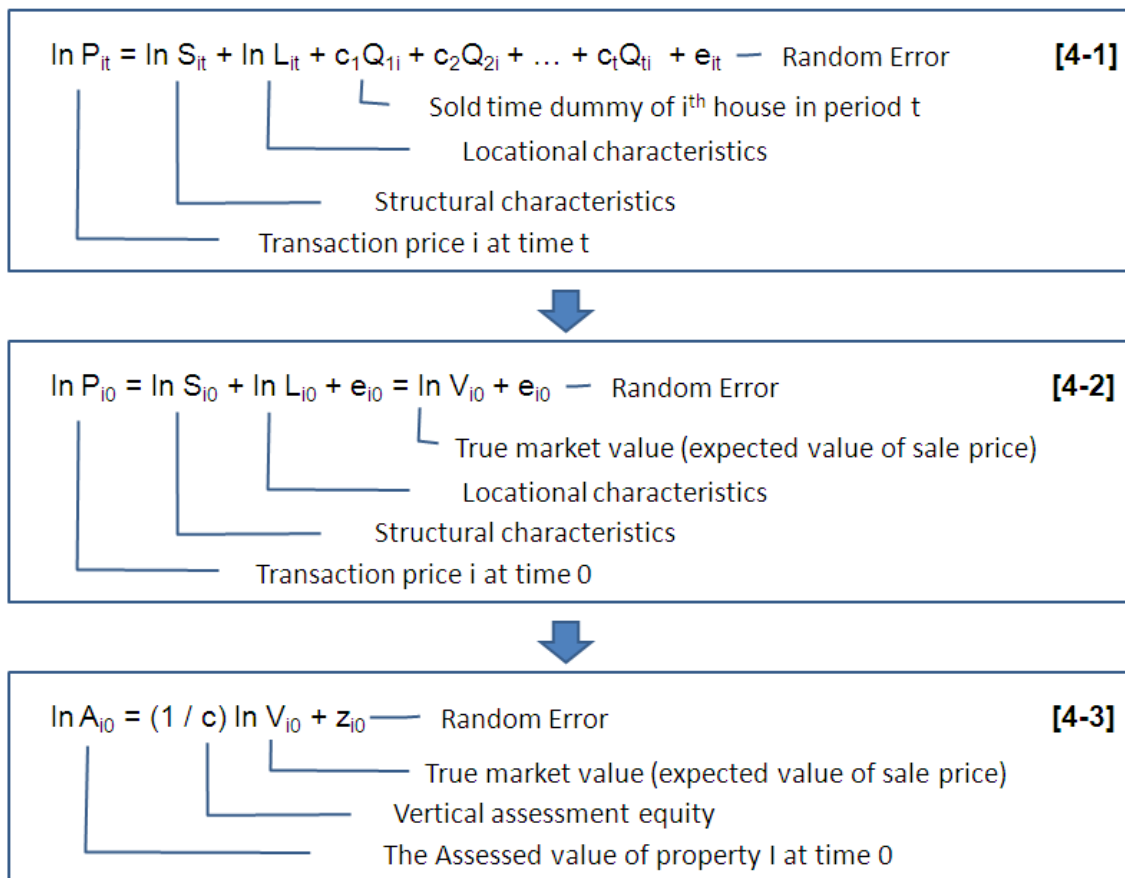 ln P_it = ln S_it + ln L_it + c₁Q_1i + c₂Q_2i + … + c_tQ_ti + e_it Random Error [4-1]
Sold time dummy of i^th house in period t
Locational characteristics
Structural characteristics
Transaction price i at time t
ln P_i0 = ln S_i0 + ln L_i0 + e_i0 = ln V_i0 + e_i0 Random Error [4-2]
True market value (expected value of sale price)
Locational characteristics
Structural characteristics
Transaction price i at time 0
ln A_i0 = (1 / c) ln V_i0 + z_i0 Random Error [4-3]
True market value (expected value of sale price)
Vertical assessment equity
The Assessed value of property I at time 0